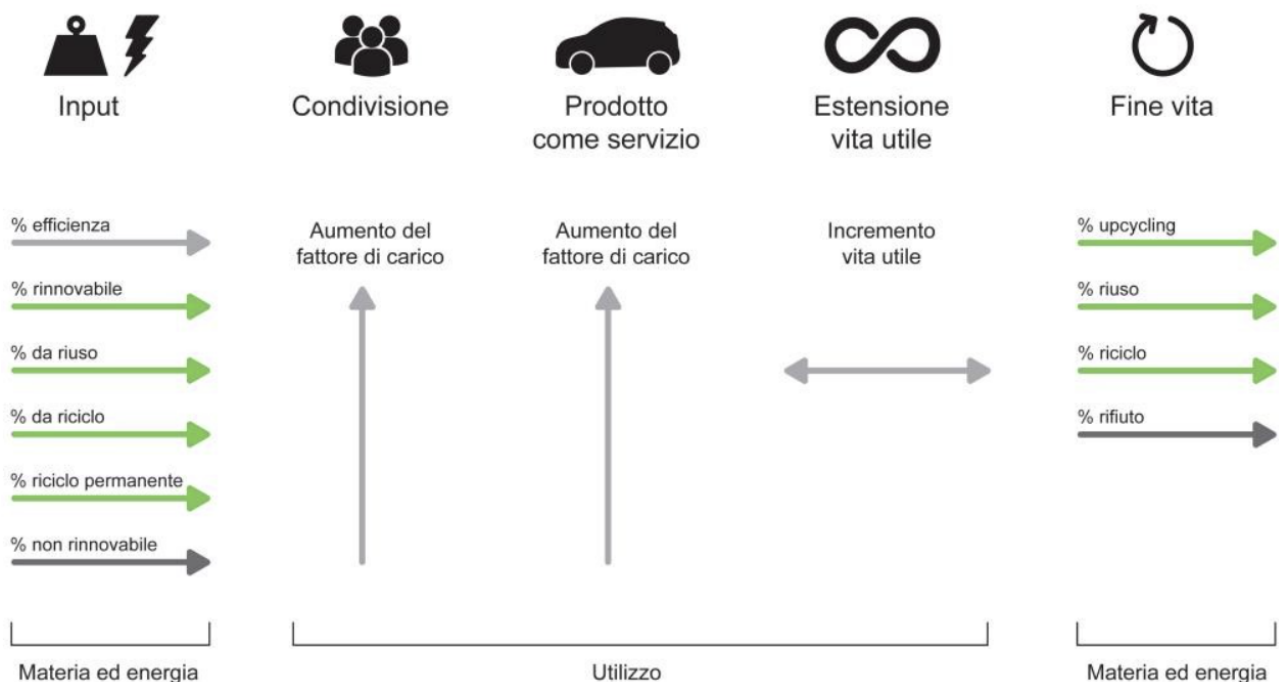 Input
Condivisione
Prodotto
come servizio
Estensione
vita utile
Fine vita
% efficienza
% rinnovabile
% da riuso
% da riciclo
% riciclo permanente
% non rinnovabile
Aumento del
fattore di carico
Aumento del
fattore di carico
Incremento
vita utile
% upcycling
% riuso
% riciclo
% rifiuto
Materia ed energia
Utilizzo
Materia ed energia